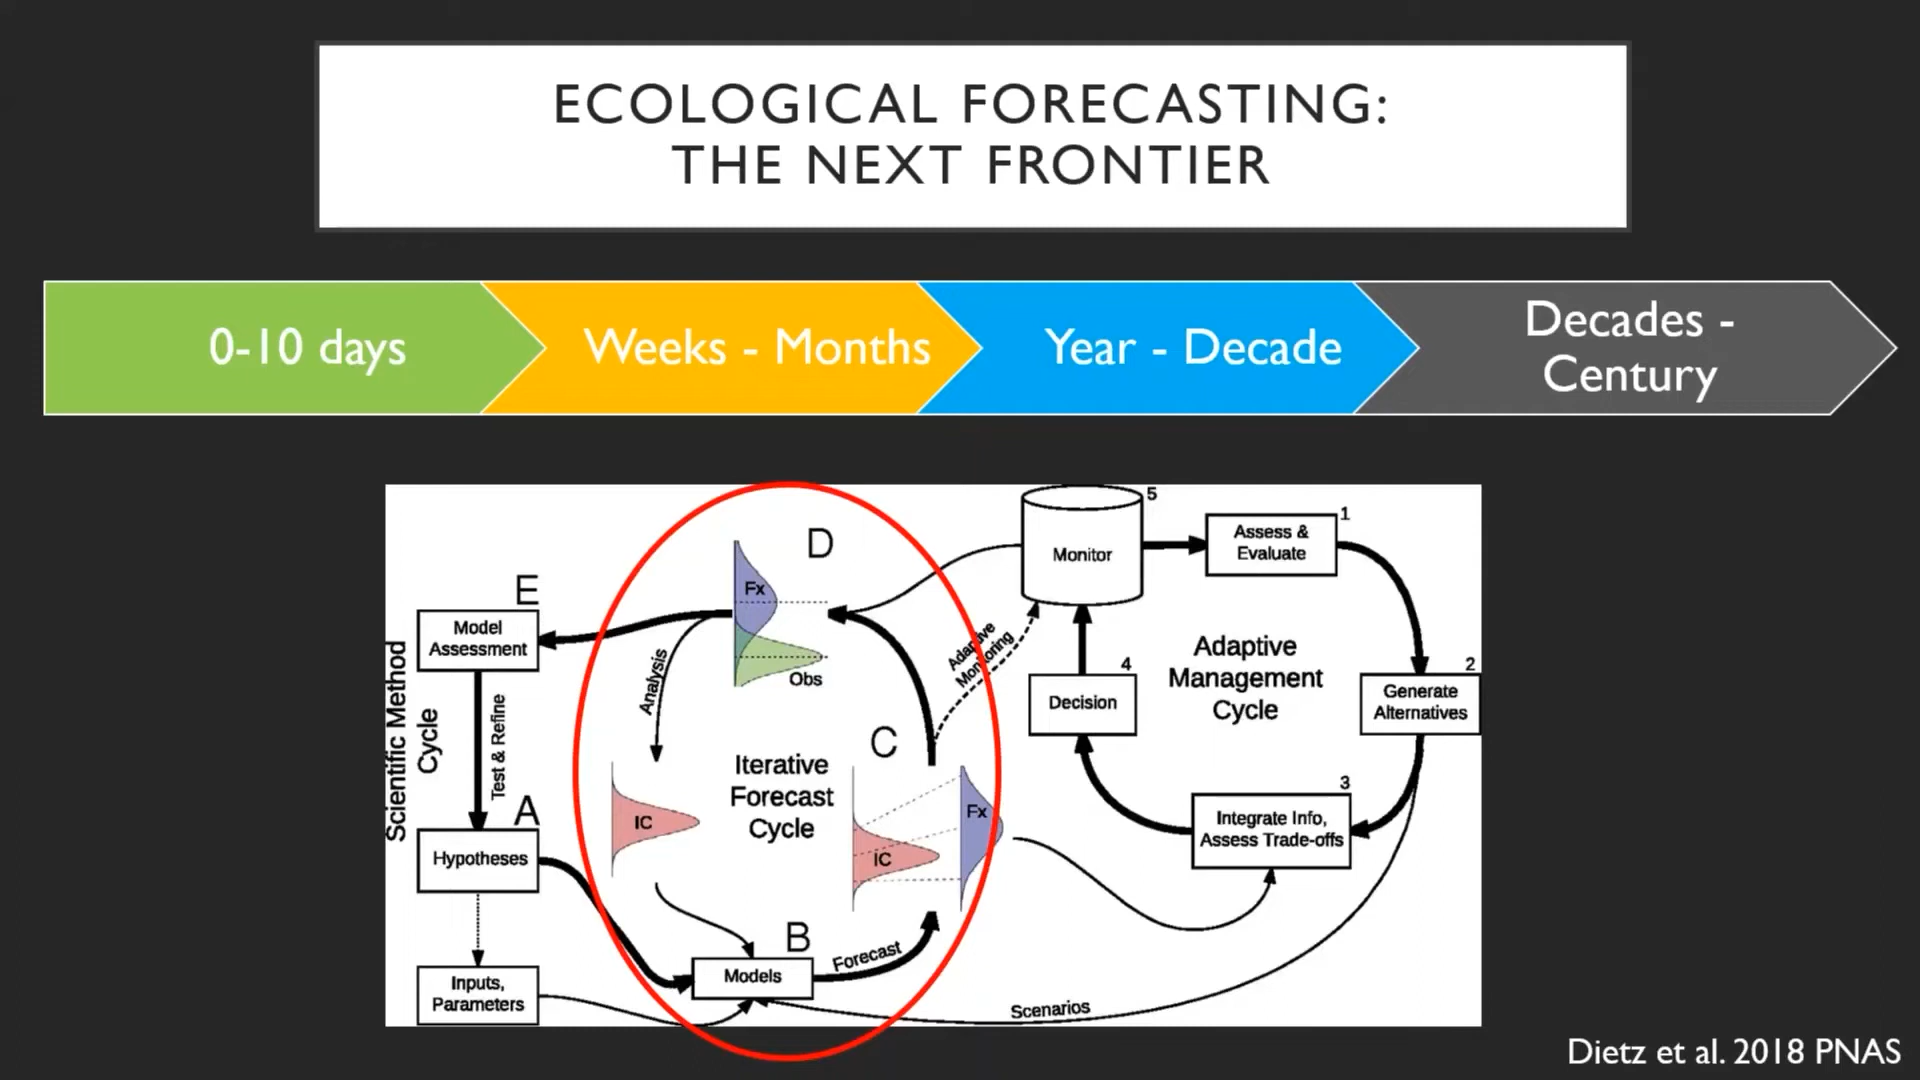 ECOLOGICAL FORECASTING:
THE NEXT FRONTIER
0-10 days
Weeks - Months
Year - Decade
Decades -
Century
Scientific Method
Cycle
E
Model
Assessment
Test & Refine
A
Hypotheses
Inputs,
Parameters
D
Fx
Obs
Analysis
IC
Iterative
Forecast
Cycle
C
IC
Fx
B
Models
Forecast
Adaptive
Monitoring
Monitor
5
Assess &
Evaluate
1
Adaptive
Management
Cycle
Generate
Alternatives
2
Integrate Info,
Assess Trade-offs
3
Decision
4
Scenarios
Dietz et al. 2018 PNAS